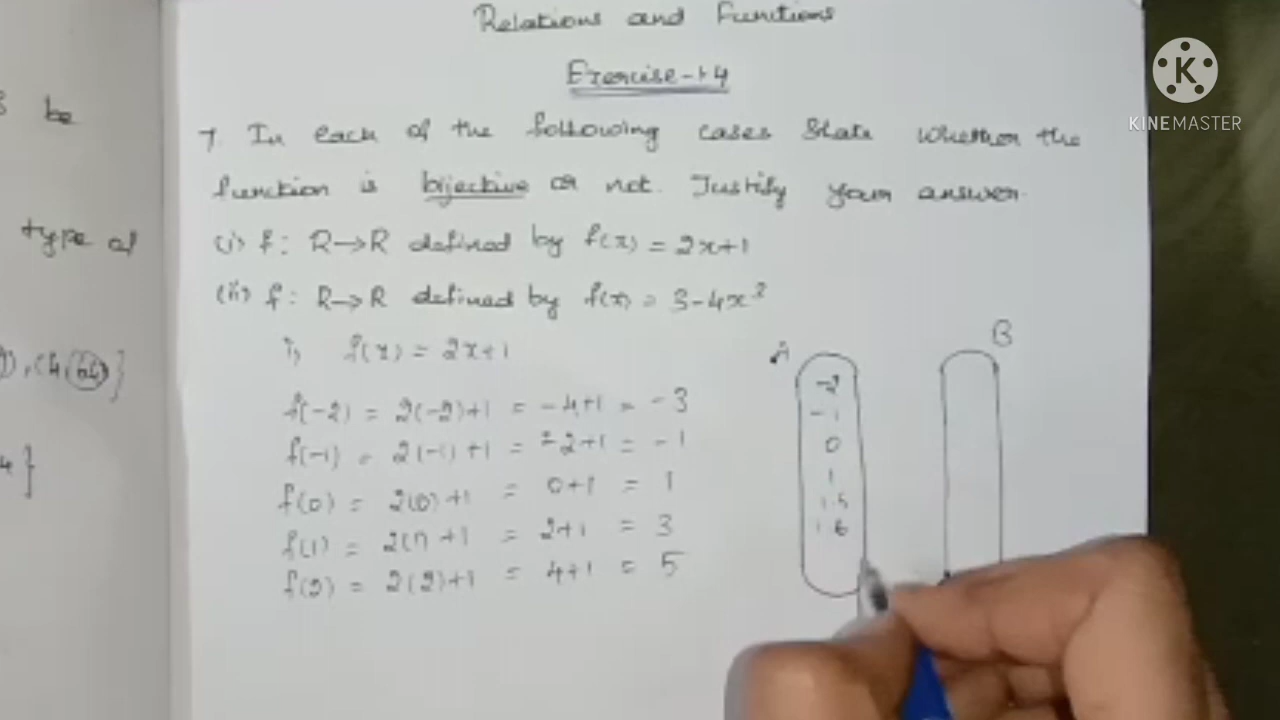 Relations and Functions
Exercise-1.4
7. In each of the following cases State whether the
function is bijective or not. Justify your answer.
(i) f: R→R defined by f(x) = 2x+1
(ii) f: R→R defined by f(x) = 3-4x²
i, f(x) = 2x+1
f(-2) = 2(-2)+1 = -4+1 = -3
f(-1) = 2(-1)+1 = -2+1 = -1
f(0) = 2(0)+1 = 0+1 = 1
f(1) = 2(1)+1 = 2+1 = 3
f(2) = 2(2)+1 = 4+1 = 5
A
-2
-1
0
1
1.5
1.6
B
s be
type of
), (4,64)}
4}
K
KINEMASTER